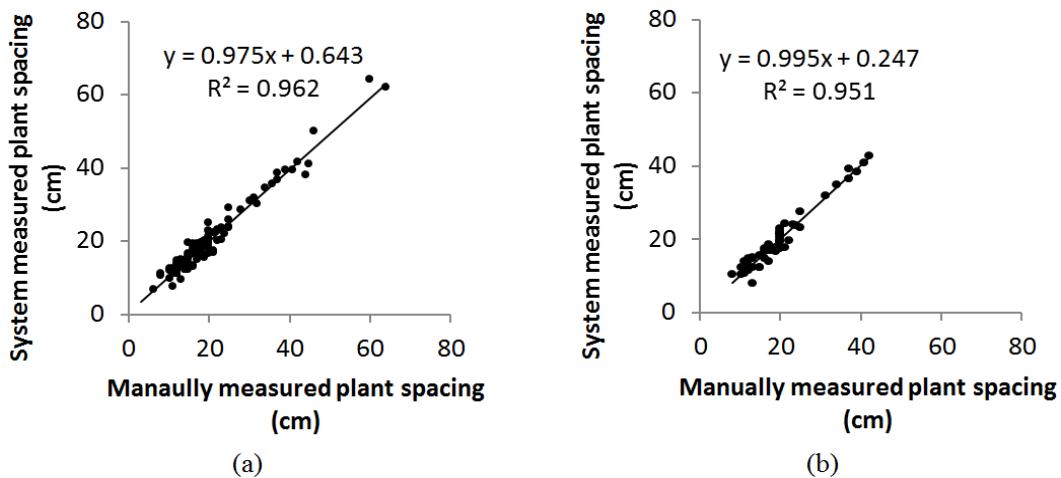 System measured plant spacing
(cm)
80
60
40
20
0
y = 0.975x + 0.643
R² = 0.962
0 20 40 60 80
Manaully measured plant spacing
(cm)
(a)
System measured plant spacing
(cm)
80
60
40
20
0
y = 0.995x + 0.247
R² = 0.951
0 20 40 60 80
Manually measured plant spacing
(cm)
(b)